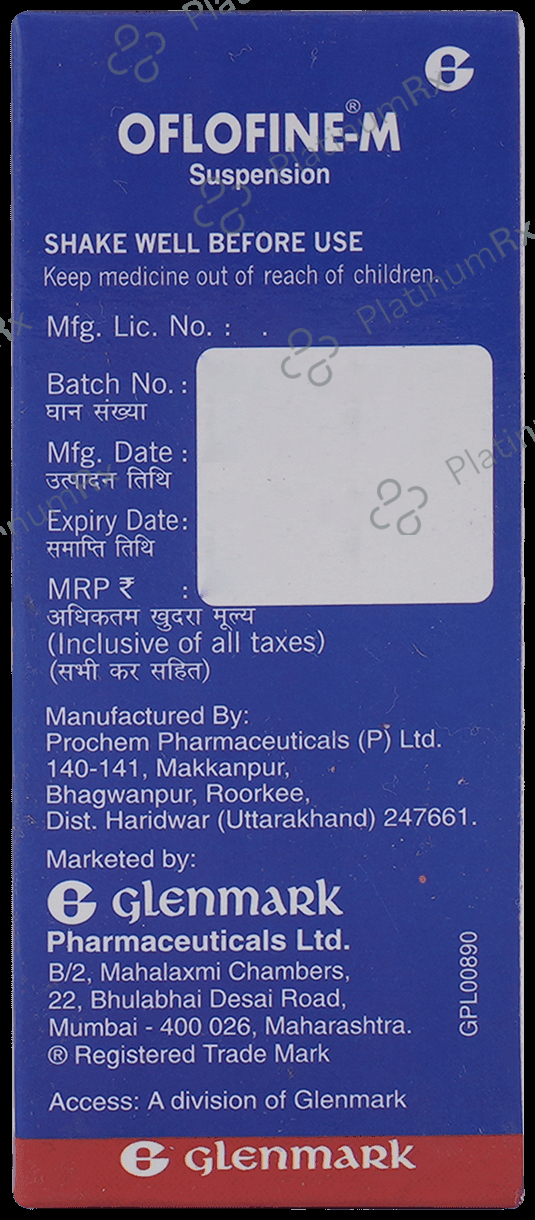 OFLOFINE-M®
Suspension
SHAKE WELL BEFORE USE
Keep medicine out of reach of children.
Mfg. Lic. No. : .
Batch No. :
घान संख्या
Mfg. Date :
उत्पादन तिथि
Expiry Date:
समाप्ति तिथि
MRP ₹ :
अधिकतम खुदरा मूल्य
(Inclusive of all taxes)
(सभी कर सहित)
Manufactured By:
Prochem Pharmaceuticals (P) Ltd.
140-141, Makkanpur,
Bhagwanpur, Roorkee,
Dist. Haridwar (Uttarakhand) 247661.
Marketed by:
glenmark
Pharmaceuticals Ltd.
B/2, Mahalaxmi Chambers,
22, Bhulabhai Desai Road,
Mumbai - 400 026, Maharashtra.
® Registered Trade Mark
GPL00890
Access: A division of Glenmark
glenmark
PlatinumRx
PlatinumRx
PlatinumRx